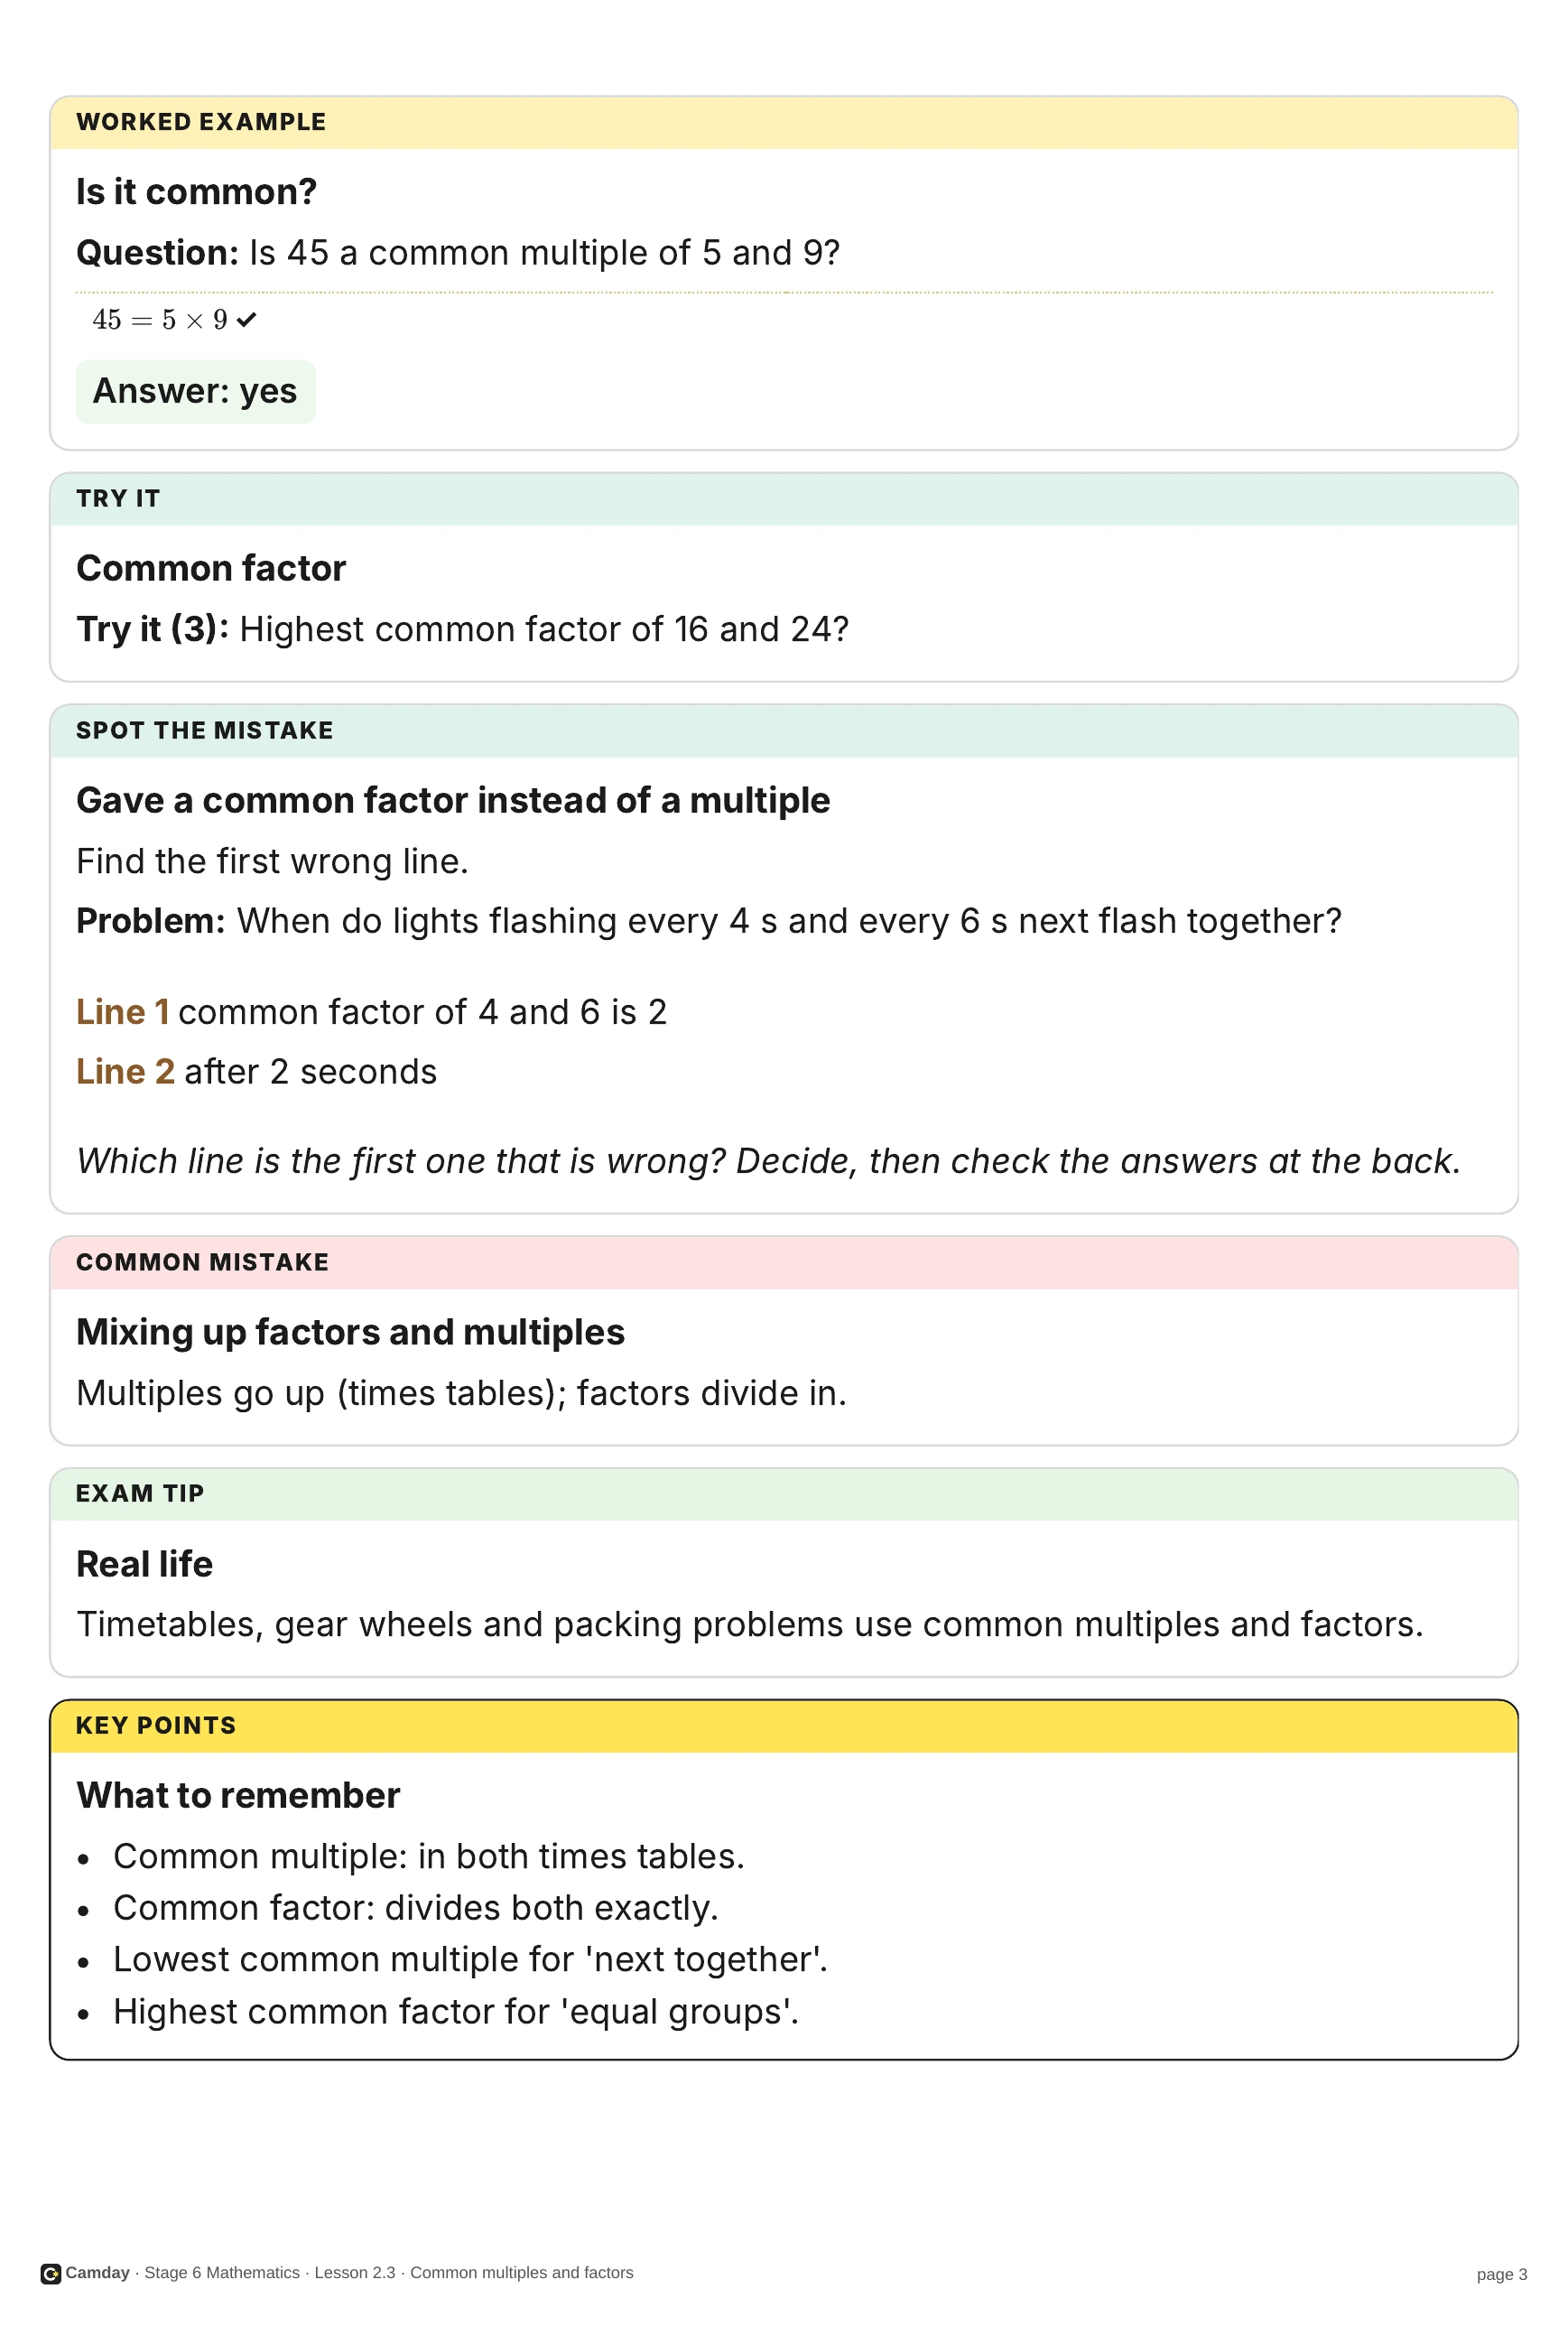 WORKED EXAMPLE
Is it common?
Question: Is 45 a common multiple of 5 and 9?
45 = 5 × 9 ✔
Answer: yes
TRY IT
Common factor
Try it (3): Highest common factor of 16 and 24?
SPOT THE MISTAKE
Gave a common factor instead of a multiple
Find the first wrong line.
Problem: When do lights flashing every 4 s and every 6 s next flash together?
Line 1 common factor of 4 and 6 is 2
Line 2 after 2 seconds
Which line is the first one that is wrong? Decide, then check the answers at the back.
COMMON MISTAKE
Mixing up factors and multiples
Multiples go up (times tables); factors divide in.
EXAM TIP
Real life
Timetables, gear wheels and packing problems use common multiples and factors.
KEY POINTS
What to remember
• Common multiple: in both times tables.
• Common factor: divides both exactly.
• Lowest common multiple for 'next together'.
• Highest common factor for 'equal groups'.
Camday · Stage 6 Mathematics · Lesson 2.3 · Common multiples and factors
page 3